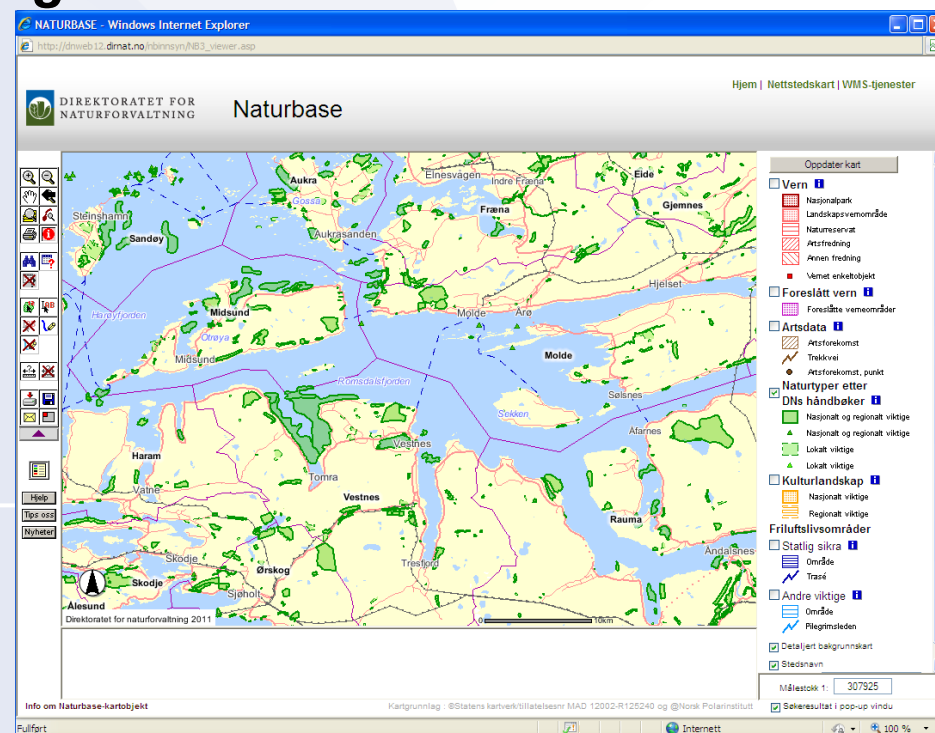 NATURBASE - Windows Internet Explorer
http://dnweb12.dirnat.no/nbinnsyn/NB3_viewer.asp
Hjem | Nettstedskart | WMS-tjenester
DIREKTORATET FOR
NATURFORVALTNING
Naturbase
Oppdater kart
Vern
Nasjonalpark
Landskapsvernområde
Naturreservat
Artsfredning
Annen fredning
Vernet enkeltobjekt
Foreslått vern
Foreslåtte verneområder
Artsdata
Artsforekomst
Trekkvei
Artsforekomst, punkt
Naturtyper etter
DNs håndbøker
Nasjonalt og regionalt viktige
Nasjonalt og regionalt viktige
Lokalt viktige
Lokalt viktige
Kulturlandskap
Nasjonalt viktige
Regionalt viktige
Friluftslivsområder
Statlig sikra
Område
Trasé
Andre viktige
Område
Pilegrimsleden
Detaljert bakgrunnskart
Stedsnavn
Målestokk 1: 307925
Søkeresultat i pop-up vindu
Elnesvågen
Indre Fræna
Eide
Aukra
Gossa
Fræna
Gjemnes
Steinshamn
Sandøy
Aukrasanden
Hjelset
Harøyfjorden
Midsund
Molde
Årø
Otrøya
Midsund
Molde
Romsdalsfjorden
Sølsnes
Sekken
Åfarnes
Vestnes
Haram
Tomra
Vatne
Vestnes
Rauma
Skodje
Tresfjord
Åndalsnes
Ørskog
Skodje
Sjøholt
Ålesund
Direktoratet for naturforvaltning 2011
0 10km
Hjelp
Tips oss
Nyheter
Info om Naturbase-kartobjekt
Kartgrunnlag : ©Statens kartverk/tillatelsesnr MAD 12002-R125240 og @Norsk Polarinstitutt
Fullført
Internett
100 %